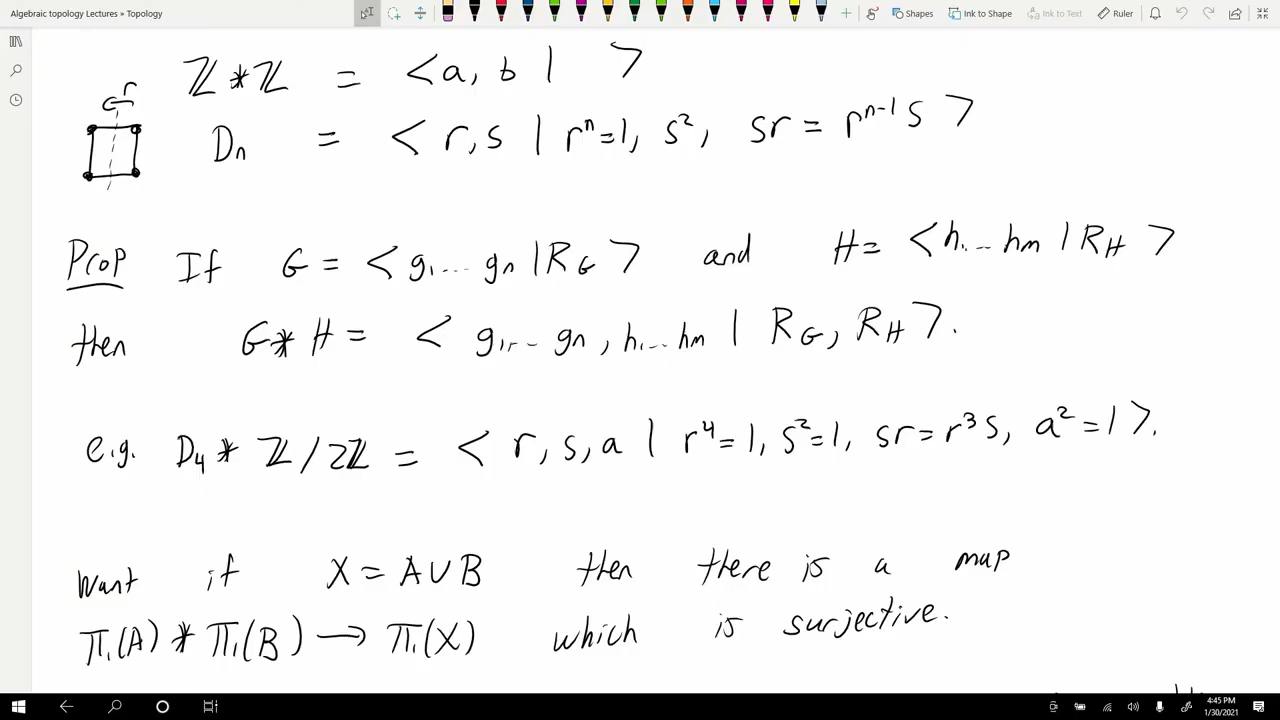 Algebraic topology Lectures » Topology
Shapes
Ink to Shape
Ink to Text
Ruler
ℤ * ℤ = <a, b | >
r
Dn = < r, s | rⁿ=1, s², sr = rⁿ⁻¹ s >
Prop If G = < g₁... gn | R_G > and H = < h₁... hm | R_H >
then G * H = < g₁,... gn, h₁... hm | R_G, R_H >.
e.g. D₄ * ℤ/2ℤ = < r, s, a | r⁴=1, s²=1, sr=r³s, a²=1 >.
Want if X = A ∪ B then there is a map
π₁(A) * π₁(B) → π₁(X) which is surjective.
4:45 PM
1/30/2021